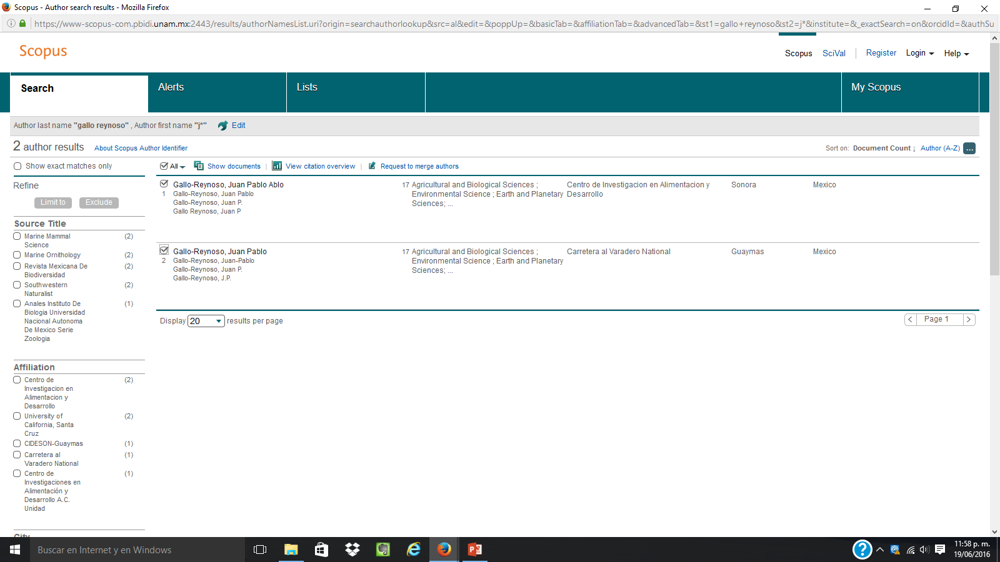 Scopus - Author search results - Mozilla Firefox
https://www-scopus-com.pbidi.unam.mx:2443/results/authorNamesList.uri?origin=searchauthorlookup&src=al&edit=&poppUp=&basicTab=&affiliationTab=&advancedTab=&st1=gallo+reynoso&st2=j*&institute=&_exactSearch=on&orcidId=&authSu
Scopus
Scopus SciVal Register Login Help
Search Alerts Lists My Scopus
Author last name "gallo reynoso" , Author first name "j*" Edit
2 author results About Scopus Author Identifier Sort on: Document Count ↓ Author (A-Z) ...
Show exact matches only
All Show documents | View citation overview | Request to merge authors
Refine
Limit to Exclude
Source Title
Marine Mammal (2)
Science
Marine Ornithology (2)
Revista Mexicana De (2)
Biodiversidad
Southwestern (2)
Naturalist
Anales Instituto De (1)
Biologia Universidad
Nacional Autonoma
De Mexico Serie
Zoologia
Affiliation
Centro de (2)
Investigacion en
Alimentacion y
Desarrollo
University of (2)
California, Santa
Cruz
CIDESON-Guaymas (1)
Carretera al (1)
Varadero National
Centro de (1)
Investigaciones en
Alimentación y
Desarrollo A.C.
Unidad
City
Gallo-Reynoso, Juan Pablo Ablo 17 Agricultural and Biological Sciences ; Centro de Investigacion en Alimentacion y Sonora Mexico
1 Gallo-Reynoso, Juan Pablo Environmental Science ; Earth and Planetary Desarrollo
Gallo-Reynoso, Juan P. Sciences; ...
Gallo Reynoso, Juan P
Gallo-Reynoso, Juan Pablo 17 Agricultural and Biological Sciences ; Carretera al Varadero National Guaymas Mexico
2 Gallo-Reynoso, Juan-Pablo Environmental Science ; Earth and Planetary
Gallo-Reynoso, Juan P. Sciences; ...
Gallo-Reynoso, J.P.
Display 20 results per page < Page 1 >
Buscar en Internet y en Windows
11:58 p. m.
19/06/2016